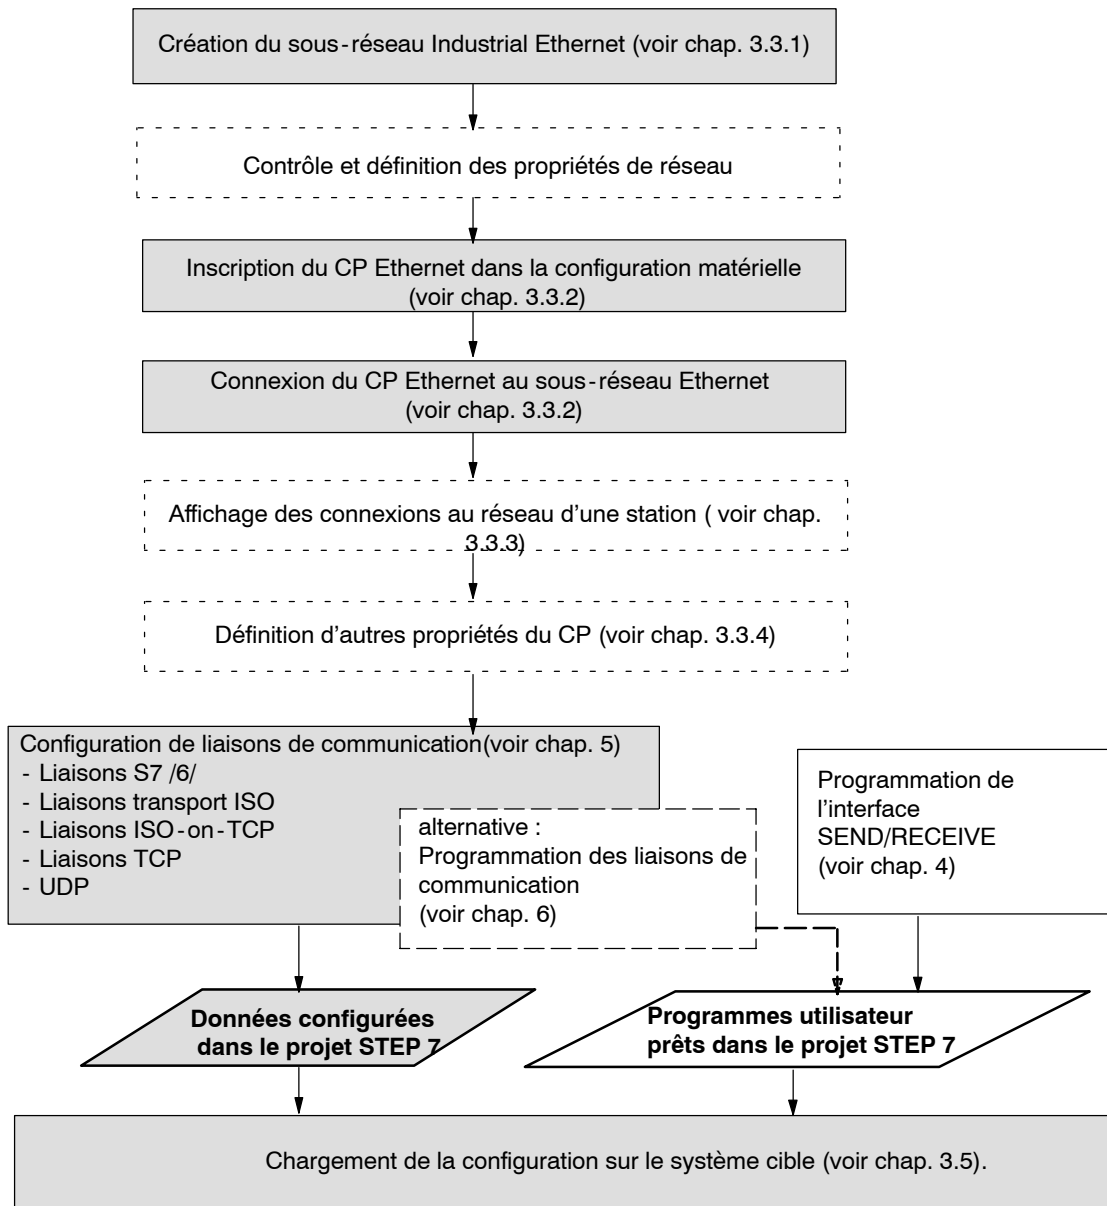 Création du sous-réseau Industrial Ethernet (voir chap. 3.3.1)
Contrôle et définition des propriétés de réseau
Inscription du CP Ethernet dans la configuration matérielle
(voir chap. 3.3.2)
Connexion du CP Ethernet au sous-réseau Ethernet
(voir chap. 3.3.2)
Affichage des connexions au réseau d’une station ( voir chap.
3.3.3)
Définition d’autres propriétés du CP (voir chap. 3.3.4)
Configuration de liaisons de communication(voir chap. 5)
- Liaisons S7 /6/
- Liaisons transport ISO
- Liaisons ISO-on-TCP
- Liaisons TCP
- UDP
alternative :
Programmation des liaisons de
communication
(voir chap. 6)
Programmation de
l’interface
SEND/RECEIVE
(voir chap. 4)
Données configurées
dans le projet STEP 7
Programmes utilisateur
prêts dans le projet STEP 7
Chargement de la configuration sur le système cible (voir chap. 3.5).